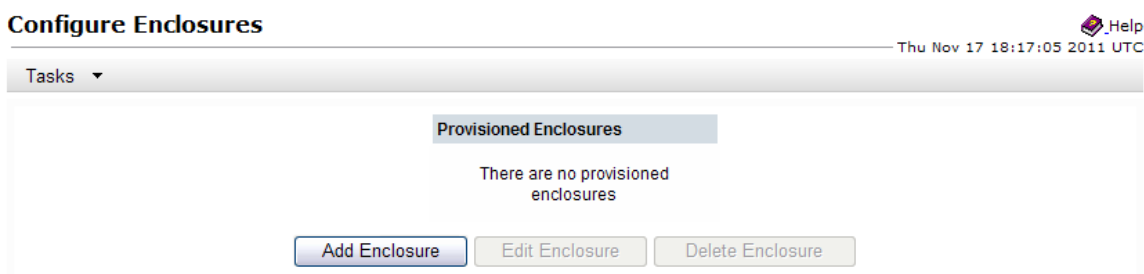 Configure Enclosures
Help
Thu Nov 17 18:17:05 2011 UTC
Tasks
Provisioned Enclosures
There are no provisioned
enclosures
Add Enclosure Edit Enclosure Delete Enclosure